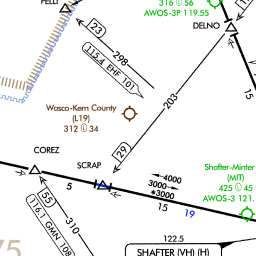 PELLI
316 56
AWOS-3P 119.55
DELNO
23
298
115.4 EHF 101
203
Wasco-Kern County
(L19)
312 34
29
COREZ
SCRAP
Shafter-Minter
(MIT)
425 45
AWOS-3 121.
4000
3000
*3000
5
15
19
55
116.1 GMN 108
310
15
75
122.5
SHAFTER (VH) (H)